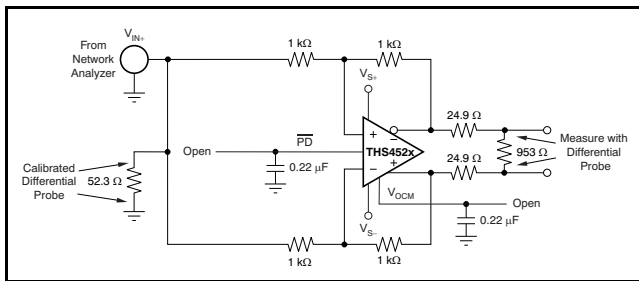 V_IN+
From
Network
Analyzer
1 kΩ
1 kΩ
V_S+
24.9 Ω
PD
Open
THS452x
Measure with
Differential
Probe
953 Ω
Calibrated
Differential
Probe
52.3 Ω
0.22 μF
24.9 Ω
V_OCM
Open
V_S−
0.22 μF
1 kΩ
1 kΩ